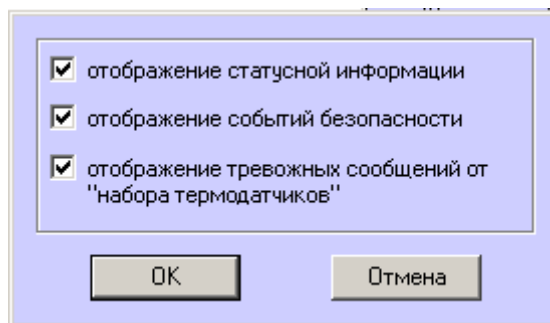 отображение статусной информации
отображение событий безопасности
отображение тревожных сообщений от
"набора термодатчиков"
OK
Отмена